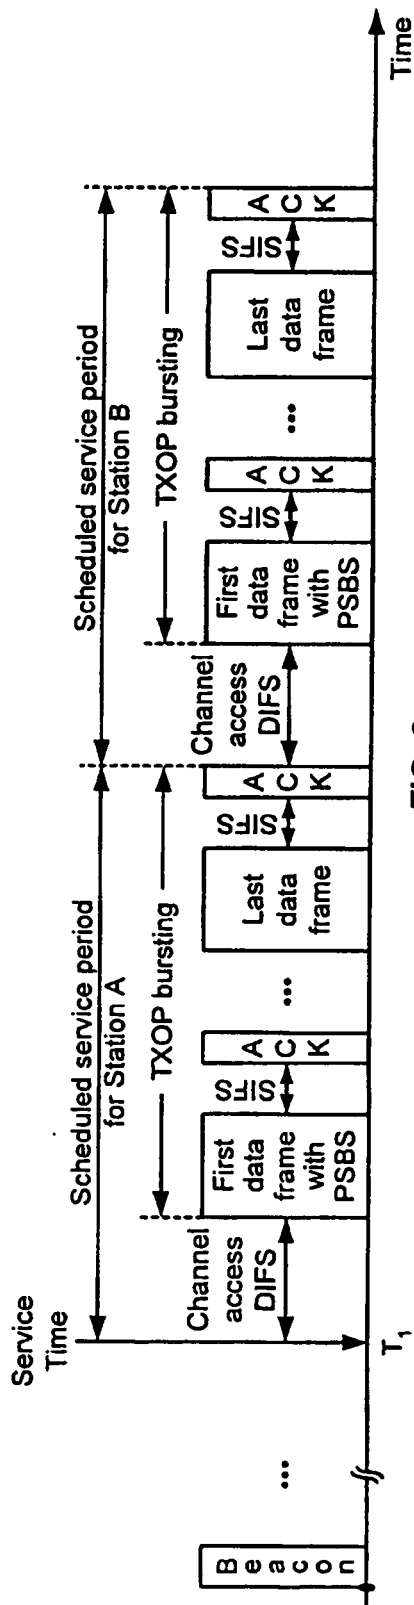 Service
Time
Scheduled service period
for Station A
Scheduled service period
for Station B
TXOP bursting
TXOP bursting
Beacon
...
Channel
access
DIFS
First
data
frame
with
PSBS
SIFS
ACK
...
Last
data
frame
SIFS
ACK
Channel
access
DIFS
First
data
frame
with
PSBS
SIFS
ACK
...
Last
data
frame
SIFS
ACK
T1
Time